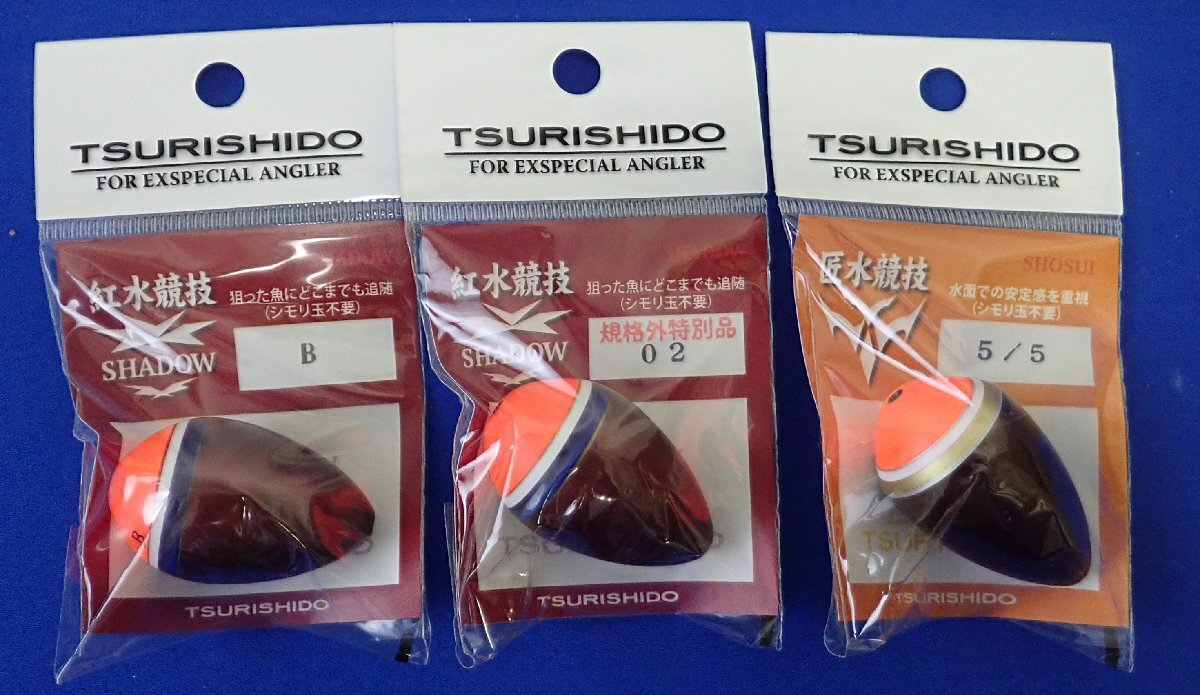 TSURISHIDO
FOR EXSPECIAL ANGLER
SHADOW
紅水競技
SHADOW
狙った魚にどこまでも追随
(シモリ玉不要)
B
B
TSURISHIDO
TSURISHIDO
FOR EXSPECIAL ANGLER
紅水競技
SHADOW
狙った魚にどこまでも追随
(シモリ玉不要)
規格外特別品
02
TSURISHIDO
TSURISHIDO
FOR EXSPECIAL ANGLER
匠水競技
SHOSUI
水面での安定感を重視
(シモリ玉不要)
5/5
TSURISHIDO